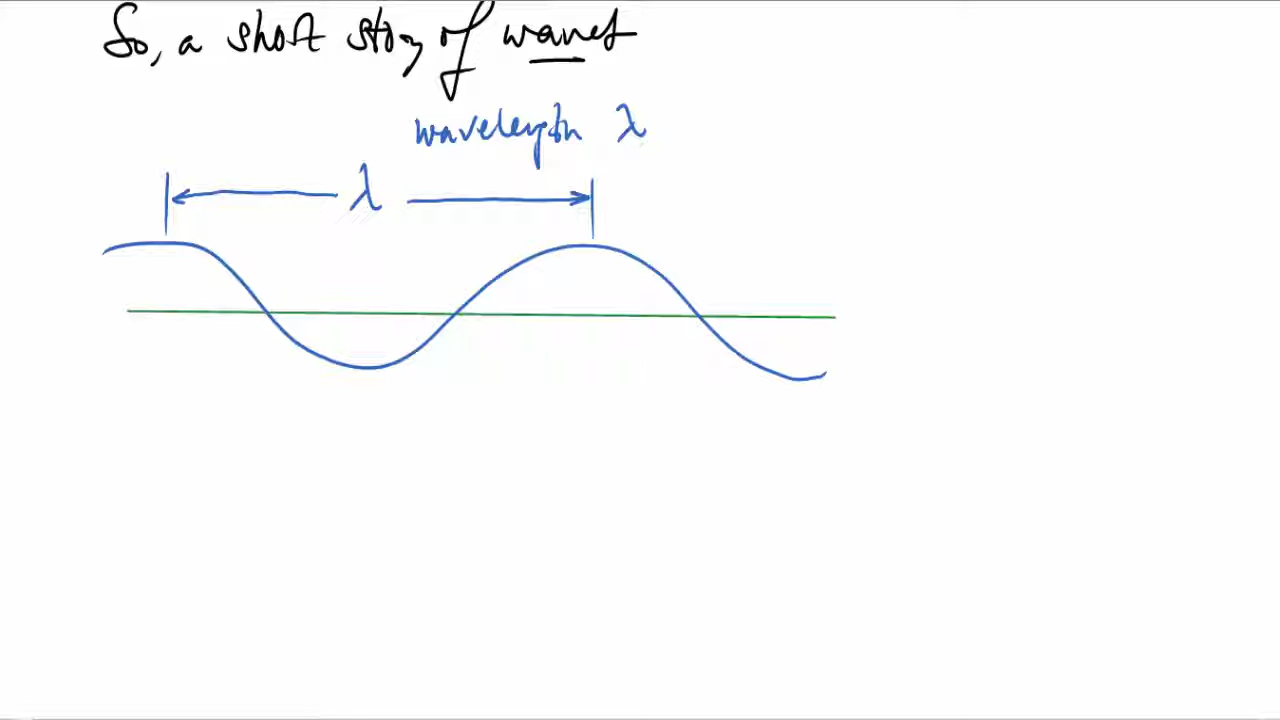 So, a short story of waves
wavelength λ
λ